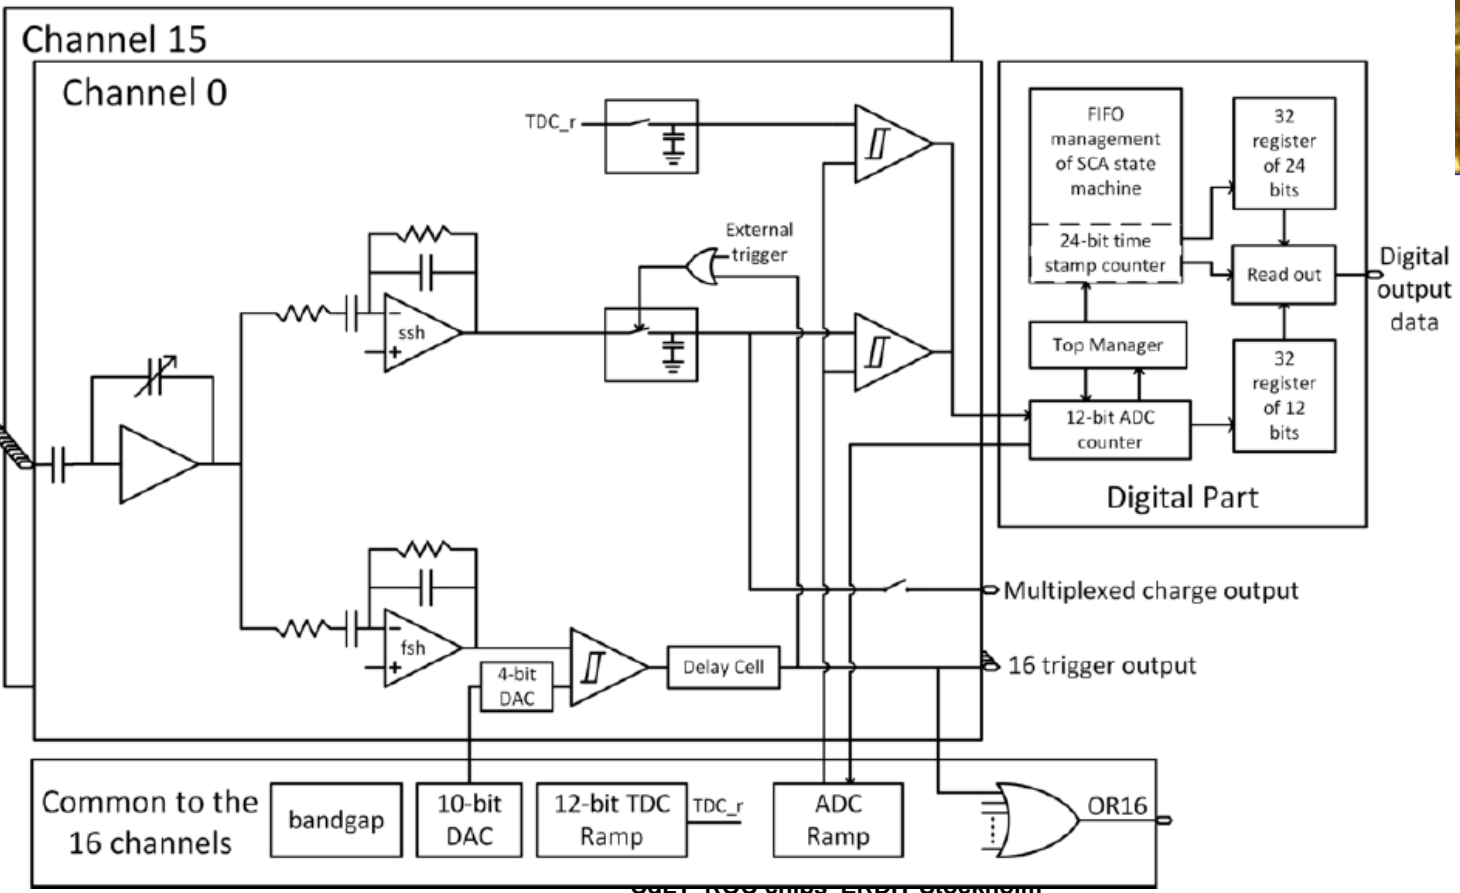 Channel 15
Channel 0
TDC_r
External
trigger
ssh
fsh
4-bit
DAC
Delay Cell
FIFO
management
of SCA state
machine
24-bit time
stamp counter
32
register
of 24
bits
Read out
Digital
output
data
Top Manager
12-bit ADC
counter
32
register
of 12
bits
Digital Part
Multiplexed charge output
16 trigger output
Common to the
16 channels
bandgap
10-bit
DAC
12-bit TDC
Ramp
TDC_r
ADC
Ramp
OR16